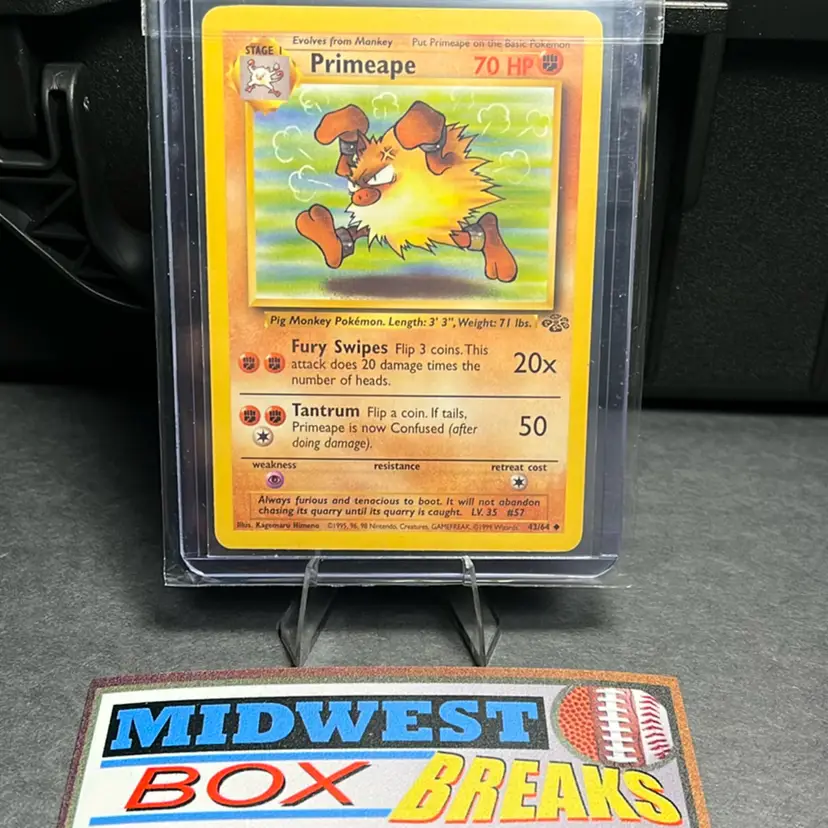 Evolves from Mankey Put Primeape on the Basic Pokémon
STAGE 1
Primeape 70 HP
Pig Monkey Pokémon. Length: 3' 3", Weight: 71 lbs.
Fury Swipes Flip 3 coins. This
attack does 20 damage times the
number of heads.
20x
Tantrum Flip a coin. If tails,
Primeape is now Confused (after
doing damage).
50
weakness resistance retreat cost
Always furious and tenacious to boot. It will not abandon
chasing its quarry until its quarry is caught. LV. 35 #57
Illus. Kagemaru Himeno ©1995, 96, 98 Nintendo, Creatures, GAMEFREAK. ©1999 Wizards. 43/64
MIDWEST
BOX BREAKS